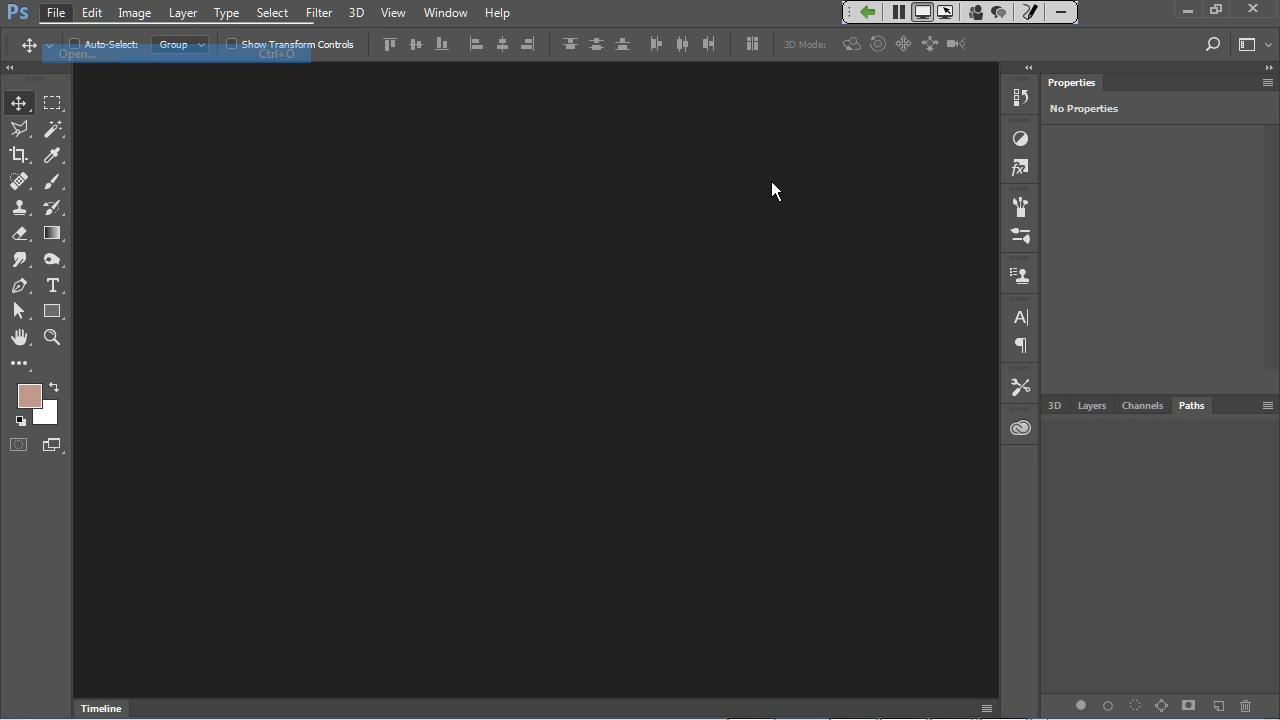 Ps File Edit Image Layer Type Select Filter 3D View Window Help
Auto-Select: Group Show Transform Controls 3D Mode:
Open... Ctrl+O
Properties
No Properties
3D Layers Channels Paths
Timeline